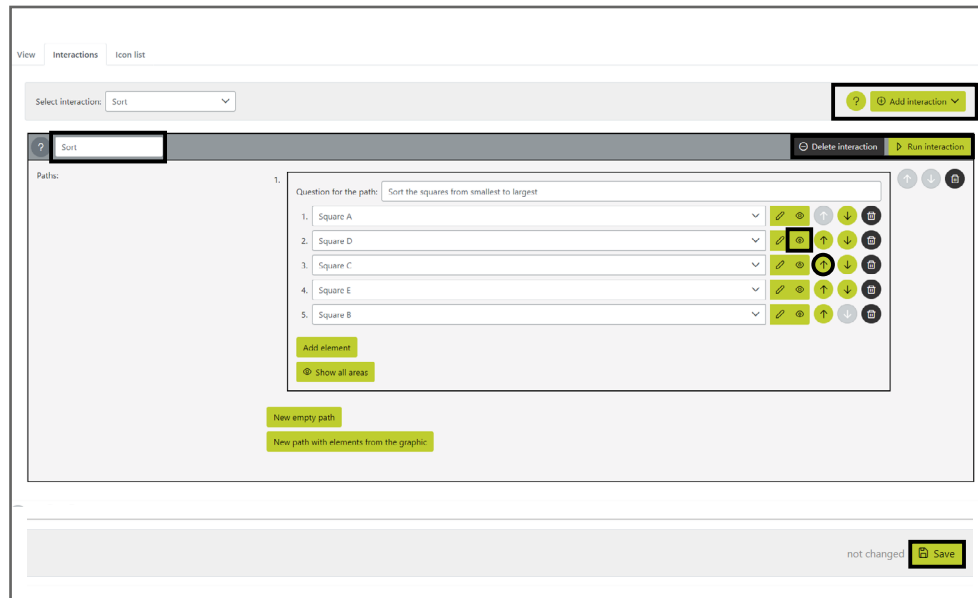 View Interactions Icon list
Select interaction: Sort ? Add interaction
? Sort Delete interaction Run interaction
Paths:
1.
Question for the path: Sort the squares from smallest to largest
1. Square A
2. Square D
3. Square C
4. Square E
5. Square B
Add element
Show all areas
New empty path
New path with elements from the graphic
not changed Save